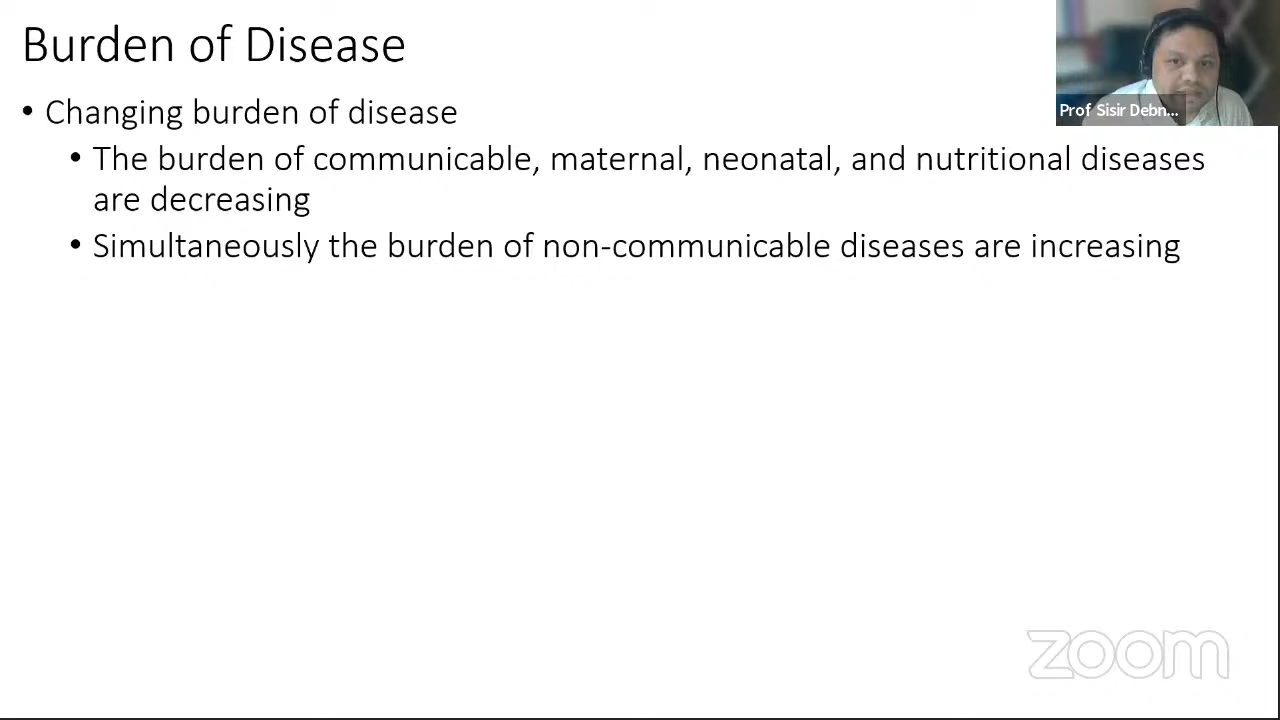 Burden of Disease
Prof Sisir Debn...
• Changing burden of disease
• The burden of communicable, maternal, neonatal, and nutritional diseases
are decreasing
• Simultaneously the burden of non-communicable diseases are increasing
zoom